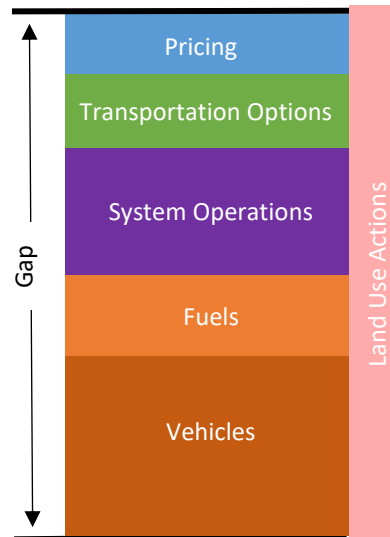 Pricing
Transportation Options
System Operations
Gap
Fuels
Vehicles
Land Use Actions